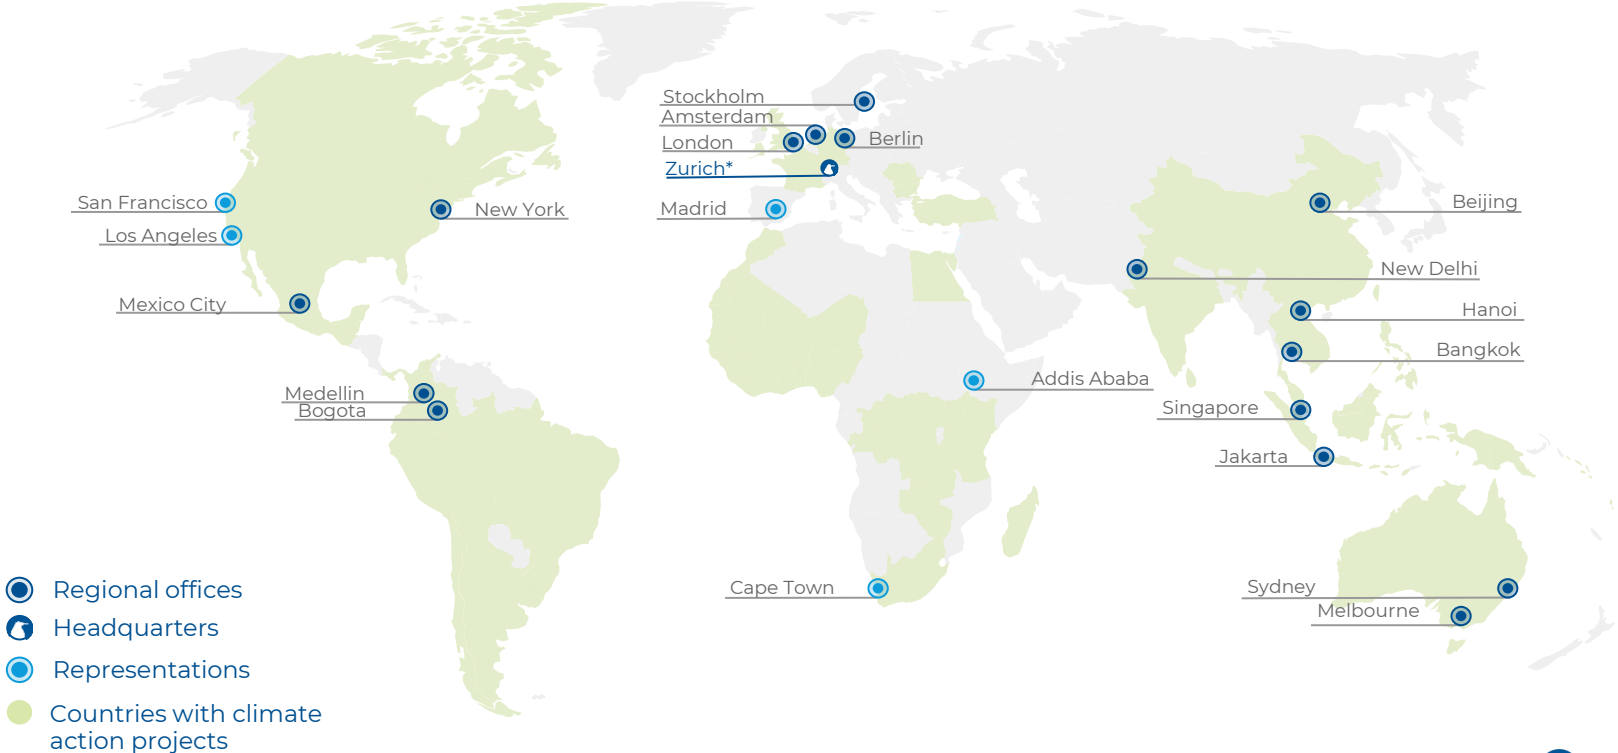 Stockholm
Amsterdam
London
Berlin
Zurich*
San Francisco
New York
Madrid
Beijing
Los Angeles
New Delhi
Mexico City
Hanoi
Bangkok
Medellin
Addis Ababa
Bogota
Singapore
Jakarta
Cape Town
Sydney
Melbourne
Regional offices
Headquarters
Representations
Countries with climate
action projects